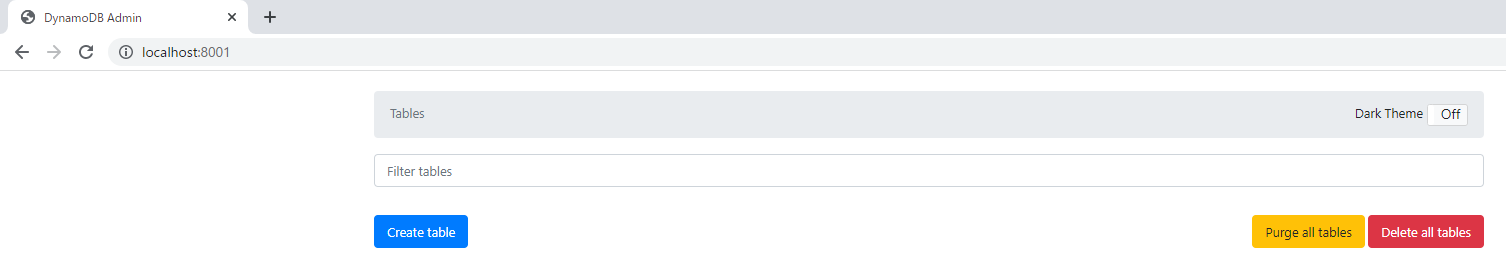 DynamoDB Admin
localhost:8001
Tables Dark Theme Off
Filter tables
Create table Purge all tables Delete all tables